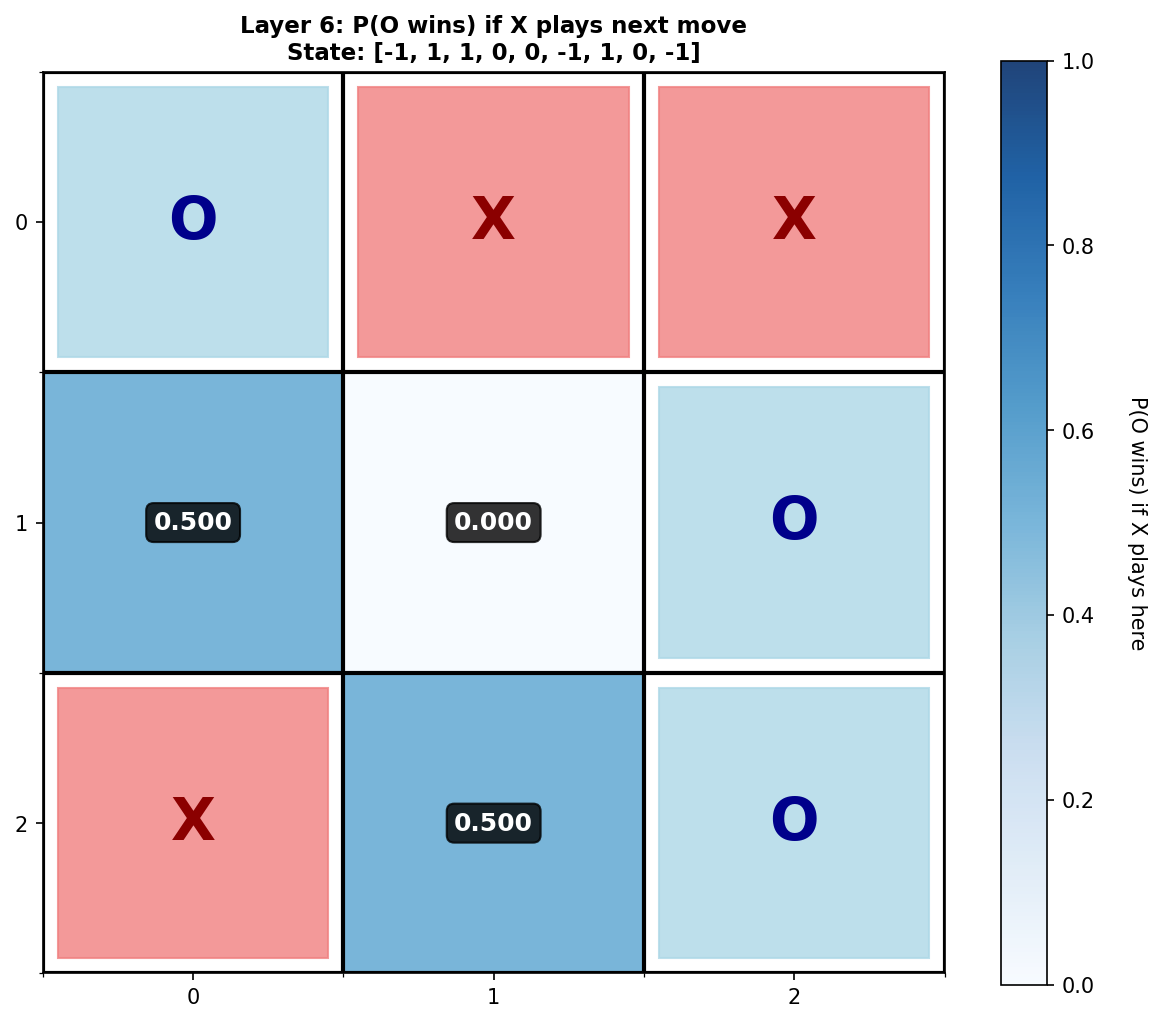 Layer 6: P(O wins) if X plays next move
State: [-1, 1, 1, 0, 0, -1, 1, 0, -1]
0
O
X
X
1
0.500
0.000
O
2
X
0.500
O
0
1
2
1.0
0.8
0.6
0.4
0.2
0.0
P(O wins) if X plays here